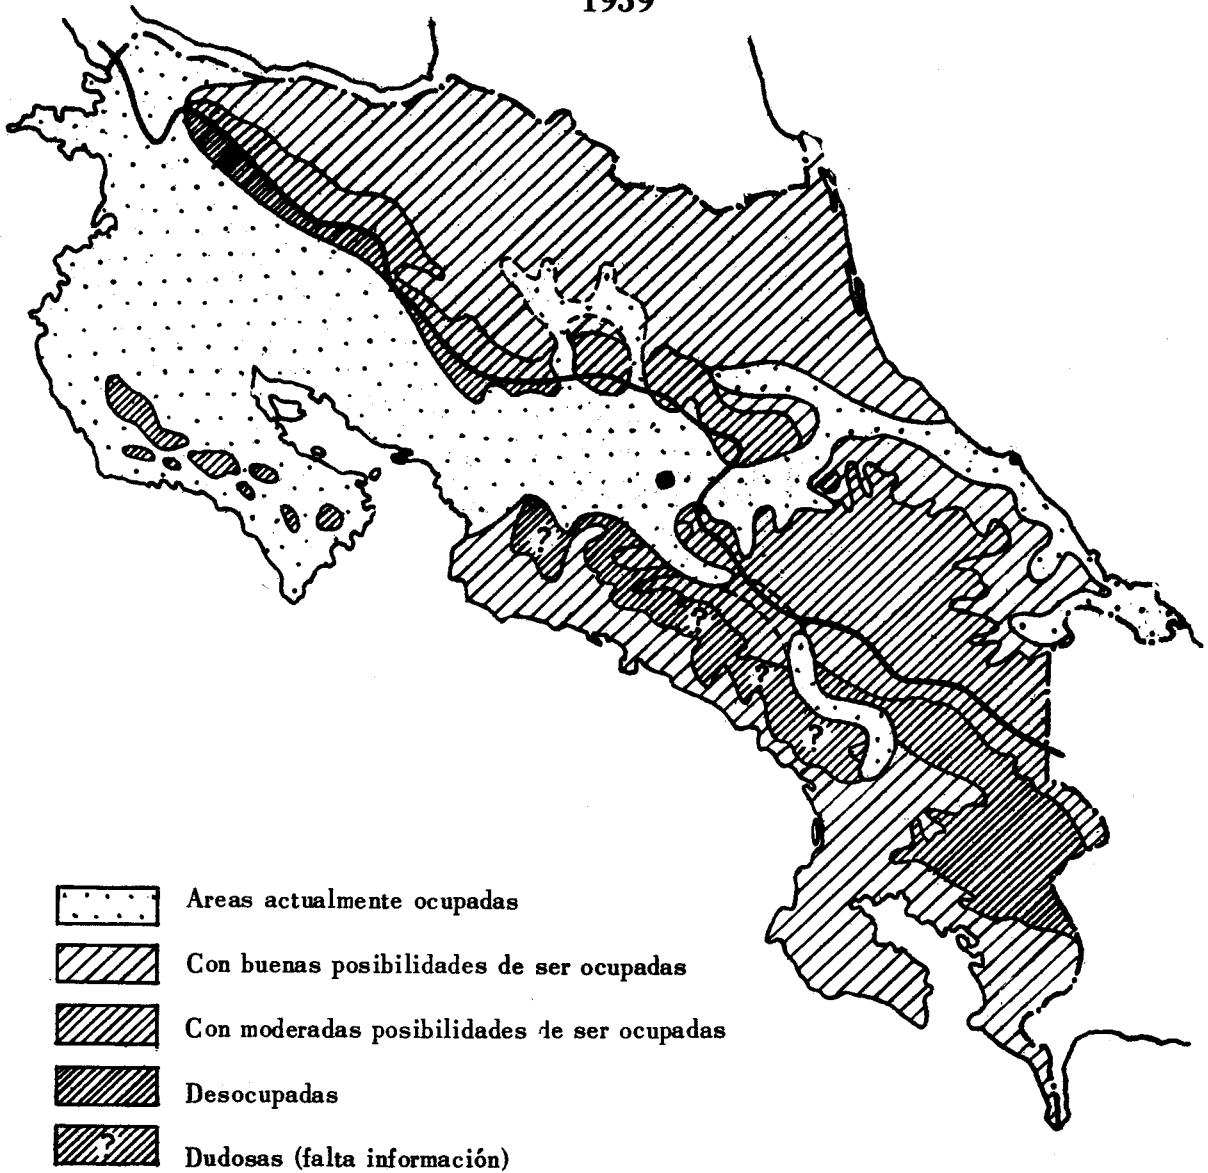 1939
Areas actualmente ocupadas
Con buenas posibilidades de ser ocupadas
Con moderadas posibilidades de ser ocupadas
Desocupadas
?
Dudosas (falta información)
?
?
?
?